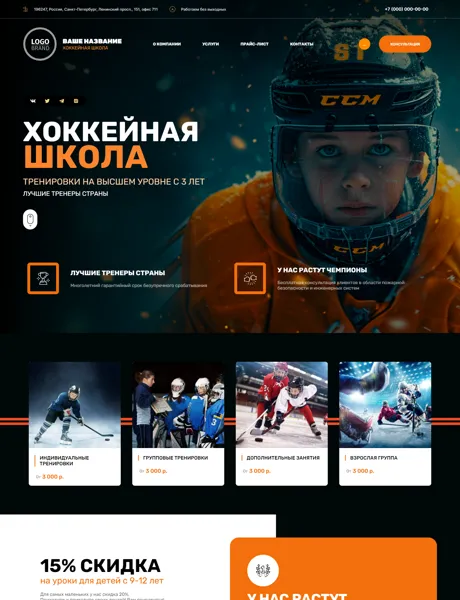 198247, Россия, Санкт-Петербург, Ленинский просп., 151, офис 711
Работаем без выходных
+7 (000) 000-00-00
LOGO
BRAND
ВАШЕ НАЗВАНИЕ
ХОККЕЙНАЯ ШКОЛА
О КОМПАНИИ
УСЛУГИ
ПРАЙС-ЛИСТ
КОНТАКТЫ
КОНСУЛЬТАЦИЯ
61
CCM
ХОККЕЙНАЯ
ШКОЛА
ТРЕНИРОВКИ НА ВЫСШЕМ УРОВНЕ С 3 ЛЕТ
ЛУЧШИЕ ТРЕНЕРЫ СТРАНЫ
CCM
ЛУЧШИЕ ТРЕНЕРЫ СТРАНЫ
Многолетний гарантийный срок безупречного срабатывания
У НАС РАСТУТ ЧЕМПИОНЫ
Бесплатная консультация клиентов в области пожарной
безопасности и инженерных систем
ИНДИВИДУАЛЬНЫЕ
ТРЕНИРОВКИ
От 3 000 р.
ГРУППОВЫЕ ТРЕНИРОВКИ
От 3 000 р.
ДОПОЛНИТЕЛЬНЫЕ ЗАНЯТИЯ
От 3 000 р.
ВЗРОСЛАЯ ГРУППА
От 3 000 р.
15% СКИДКА
на уроки для детей с 9-12 лет
Для самых маленьких у нас скидка 20%.
У НАС РАСТУТ